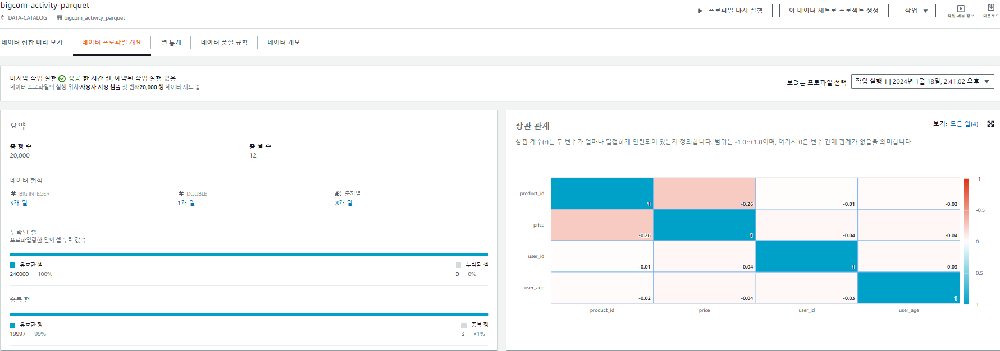 bigcom-activity-parquet
DATA-CATALOG
bigcom_activity_parquet
프로파일 다시 실행
이 데이터 세트로 프로젝트 생성
작업
작업 세부 정보
다운로드
데이터 집합 미리 보기
데이터 프로파일 개요
열 통계
데이터 품질 규칙
데이터 계보
마지막 작업 실행 성공 한 시간 전, 예약된 작업 실행 없음
데이터 프로파일의 실행 위치:사용자 지정 샘플 첫 번째20,000 행 데이터 세트 중
보려는 프로파일 선택
작업 실행 1 | 2024년 1월 18일, 2:41:02 오후
요약
총 행 수
20,000
총 열 수
12
데이터 형식
# BIG INTEGER
3개 열
# DOUBLE
1개 열
ABC 문자열
8개 열
누락된 셀
프로파일링한 열의 셀 누락 값 수
유효한 셀
240000 100%
누락된 셀
0 0%
중복 행
유효한 행
19997 99%
중복 행
3 <1%
상관 관계
보기: 모든 열(4)
상관 계수(r)는 두 변수가 얼마나 밀접하게 연련되어 있는지 정의합니다. 범위는 -1.0~+1.0이며, 여기서 0은 변수 간에 관계가 없음을 의미합니다.
product_id
1
-0.26
-0.01
-0.02
price
-0.26
1
-0.04
-0.04
user_id
-0.01
-0.04
1
-0.03
user_age
-0.02
-0.04
-0.03
1
product_id
price
user_id
user_age
-1
-0.5
0
0.5
1